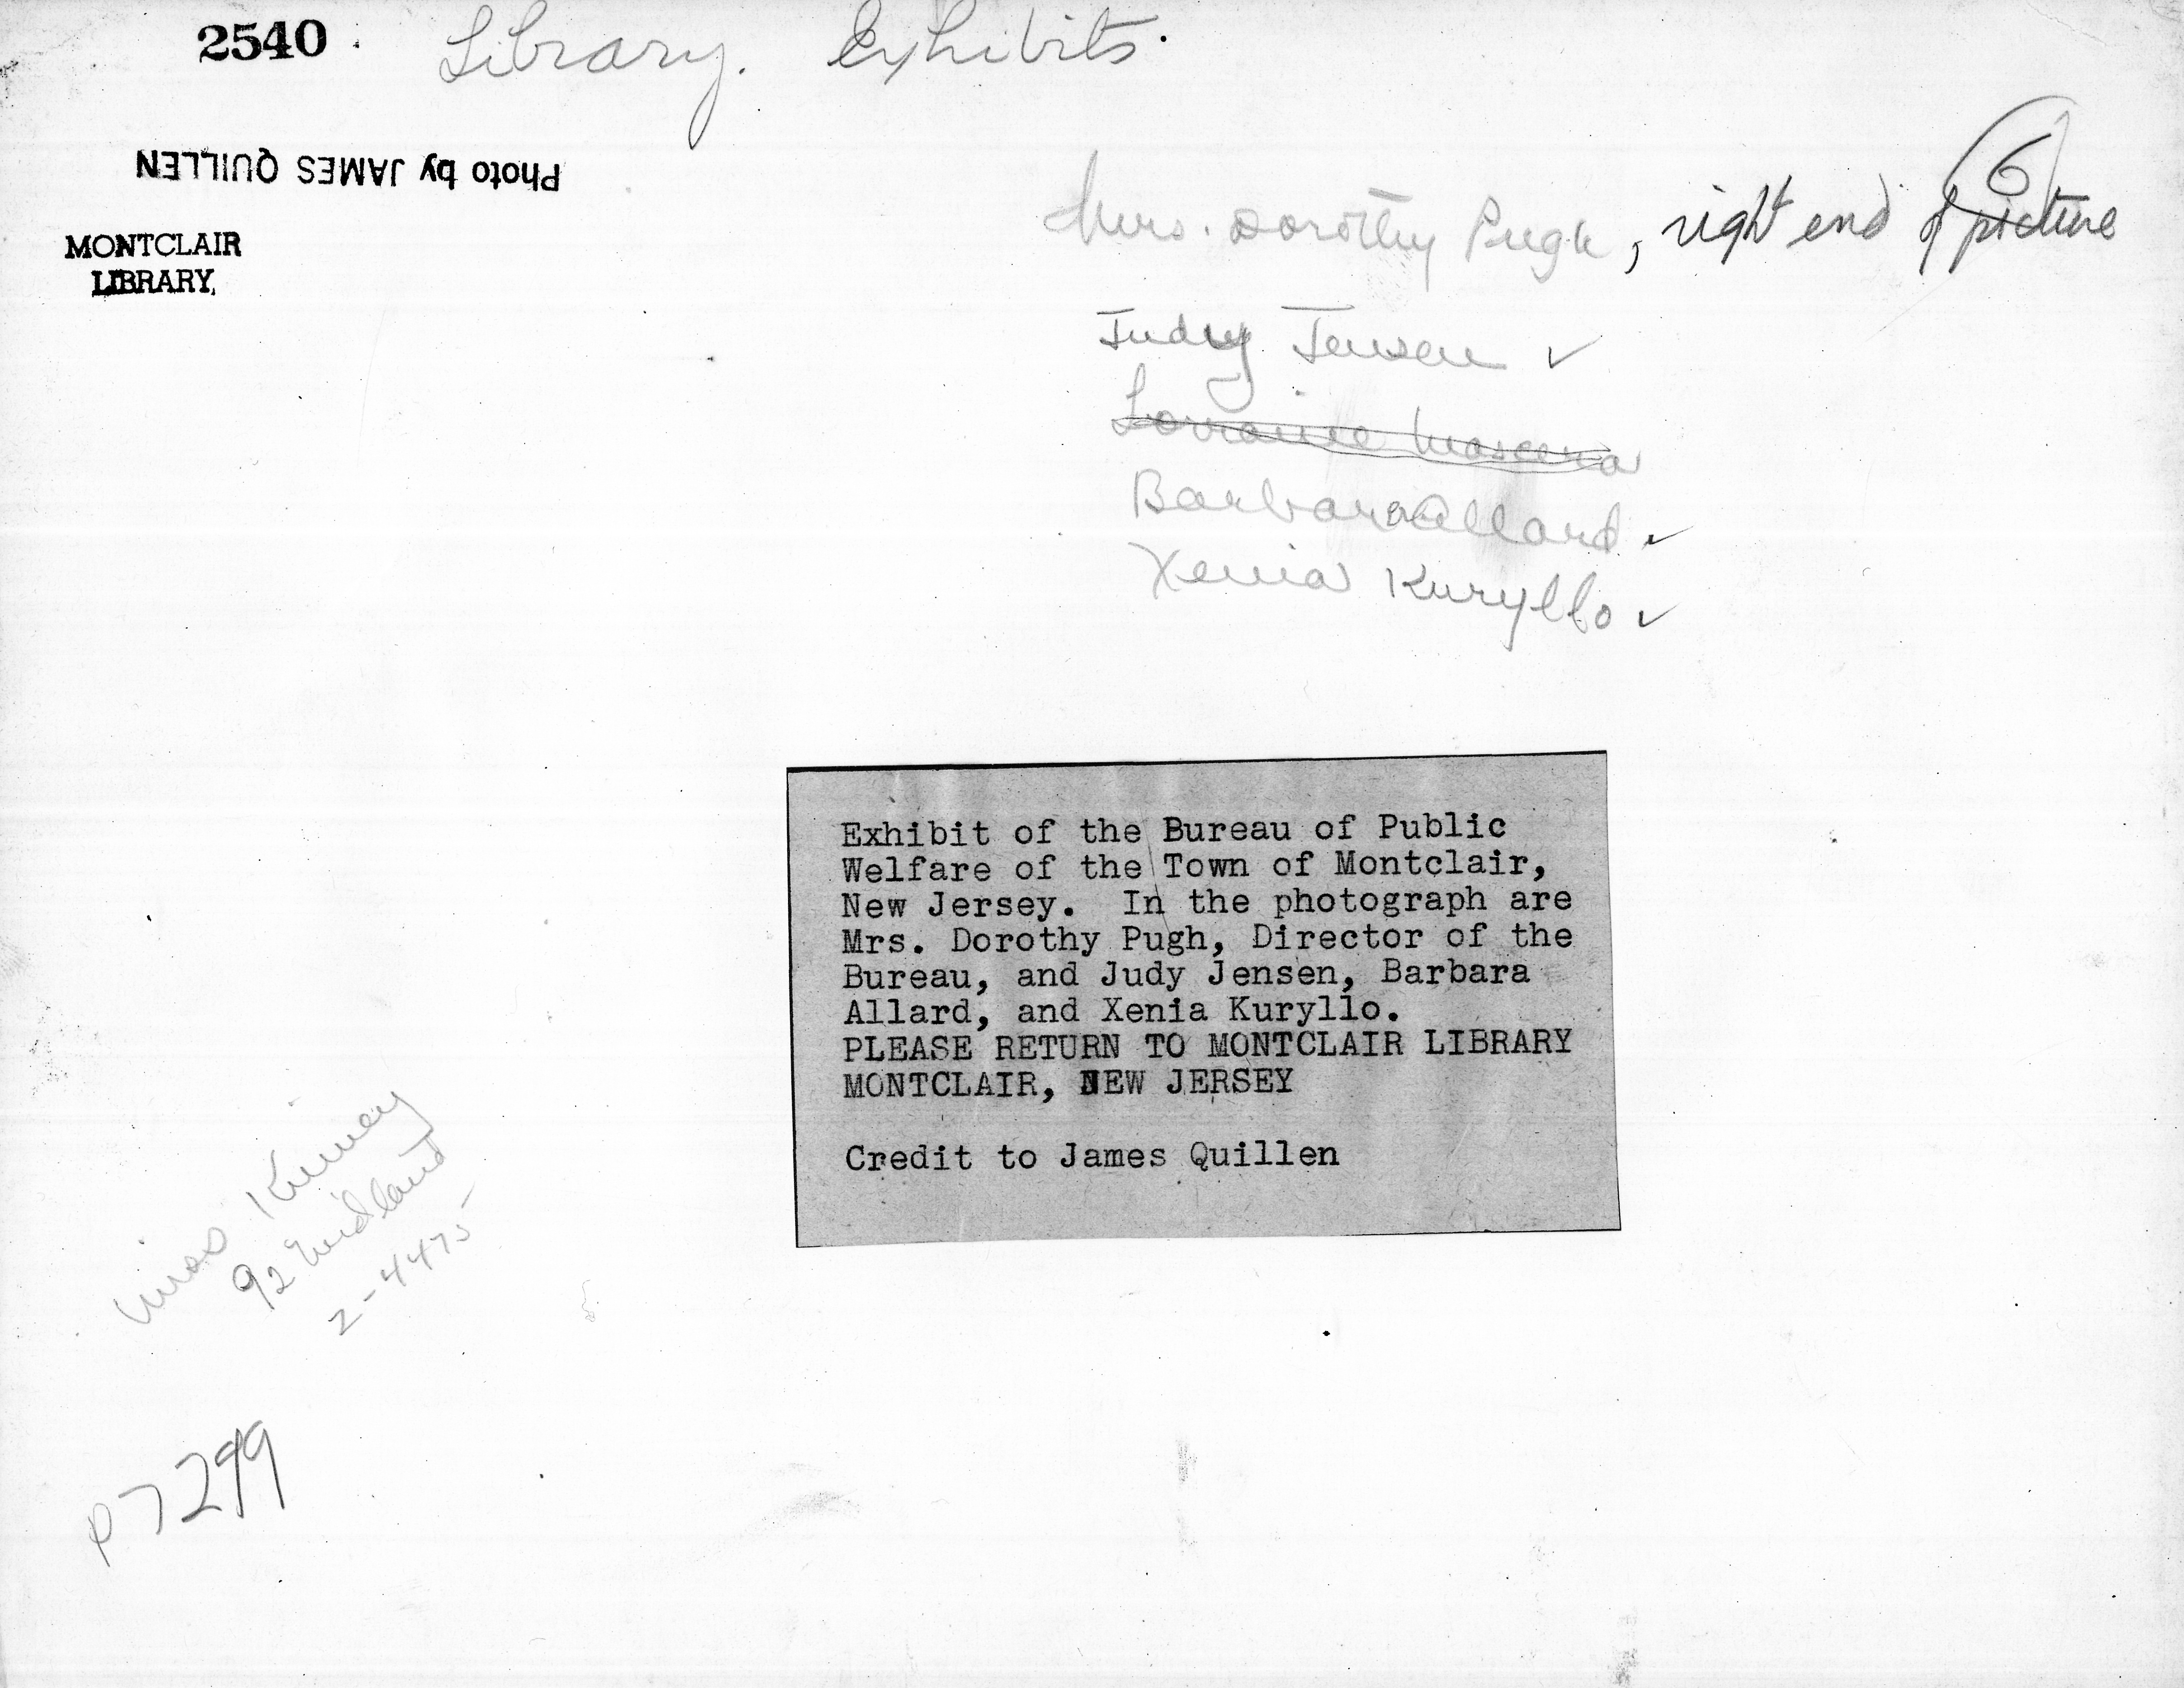 2540
Library. Exhibits.
Photo by JAMES QUILLEN
MONTCLAIR
LIBRARY
Mrs. Dorothy Pugh, right end of picture
6
Judy Jensen ✓
Lorraine
Barbara Allard ✓
Xenia Kuryllo ✓
Exhibit of the Bureau of Public
Welfare of the Town of Montclair,
New Jersey. In the photograph are
Mrs. Dorothy Pugh, Director of the
Bureau, and Judy Jensen, Barbara
Allard, and Xenia Kuryllo.
PLEASE RETURN TO MONTCLAIR LIBRARY
MONTCLAIR, NEW JERSEY
Credit to James Quillen
Miss Kinney
92 Midland
2-4475
P7299